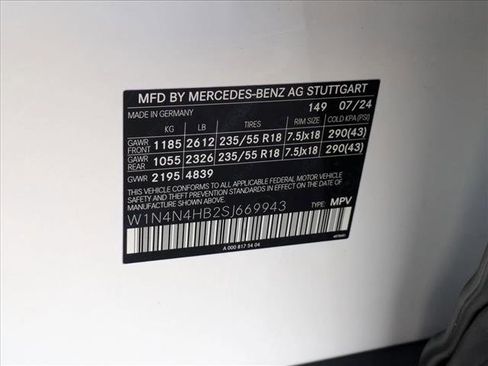 MFD BY MERCEDES-BENZ AG STUTTGART
MADE IN GERMANY 149 07/24
KG LB TIRES RIM SIZE COLD KPA (PSI)
GAWR FRONT 1185 2612 235/55 R18 7.5Jx18 290(43)
GAWR REAR 1055 2326 235/55 R18 7.5Jx18 290(43)
GVWR 2195 4839
THIS VEHICLE CONFORMS TO ALL APPLICABLE FEDERAL MOTOR VEHICLE
SAFETY AND THEFT PREVENTION STANDARDS IN EFFECT ON THE DATE OF
MANUFACTURE SHOWN ABOVE.
W1N4N4HB2SJ669943 TYPE: MPV
A 000 817 54 04